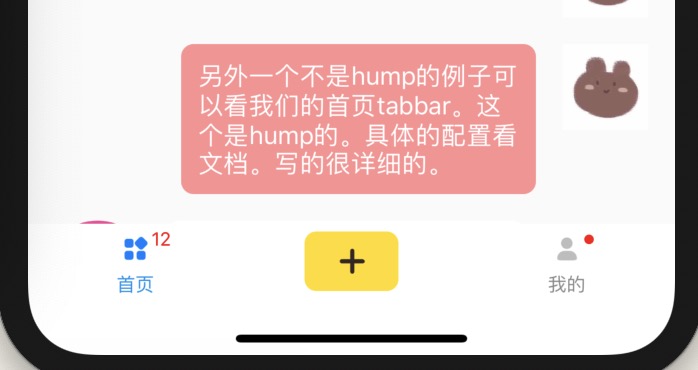 另外一个不是hump的例子可
以看我们的首页tabbar。这
个是hump的。具体的配置看
文档。写的很详细的。
12
首页
我的